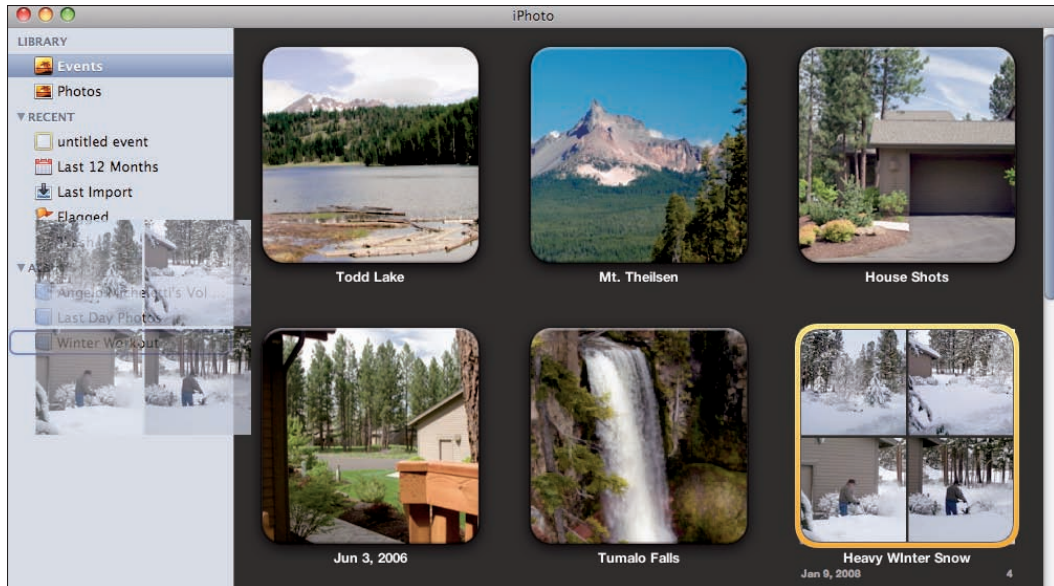 iPhoto
LIBRARY
Events
Photos
RECENT
untitled event
Last 12 Months
Last Import
Flagged
Angelo Micheletti's Vol
Last Day Photos
Winter Workout
Todd Lake
Mt. Theilsen
House Shots
Jun 3, 2006
Tumalo Falls
Heavy WInter Snow
Jan 9, 2008
4